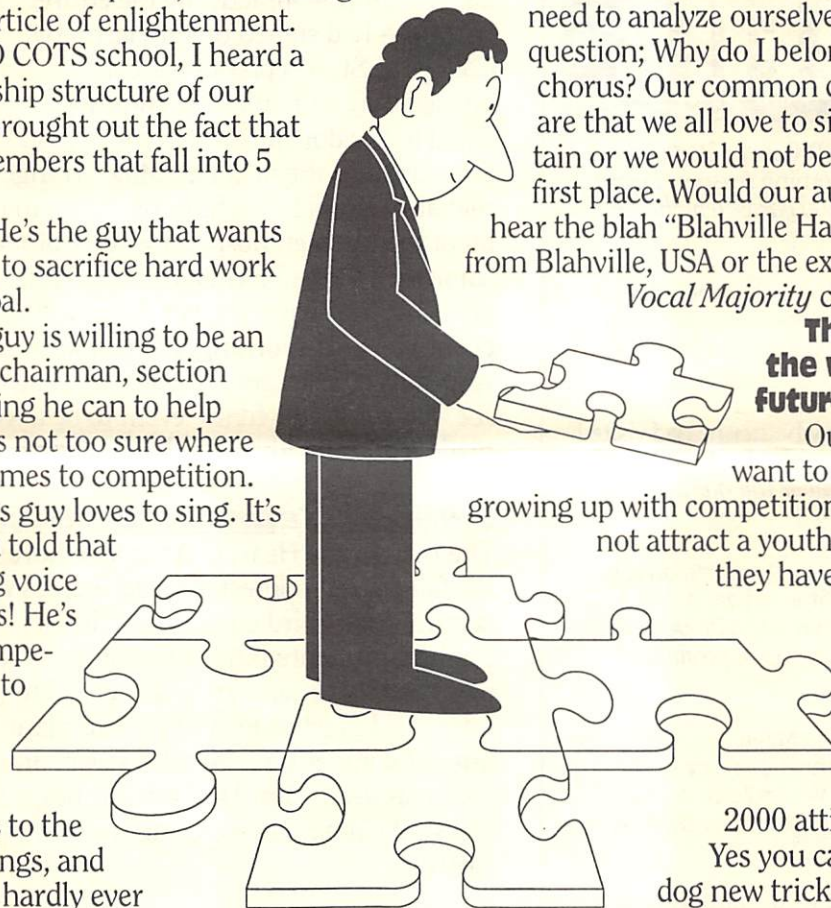 rticle of enlightenment.
COTS school, I heard a
ship structure of our
rought out the fact that
embers that fall into 5
He's the guy that wants
to sacrifice hard work
al.
guy is willing to be an
chairman, section
ing he can to help
s not too sure where
mes to competition.
s guy loves to sing. It's
told that
g voice
s! He's
mpe-
to
to the
ngs, and
hardly ever
need to analyze ourselve
question; Why do I belon
chorus? Our common c
are that we all love to si
tain or we would not be
first place. Would our au
hear the blah "Blahville Ha
from Blahville, USA or the ex
Vocal Majority c
Th
the w
futur
Ou
want to
growing up with competition
not attract a youth
they have
2000 atti
Yes you ca
dog new trick